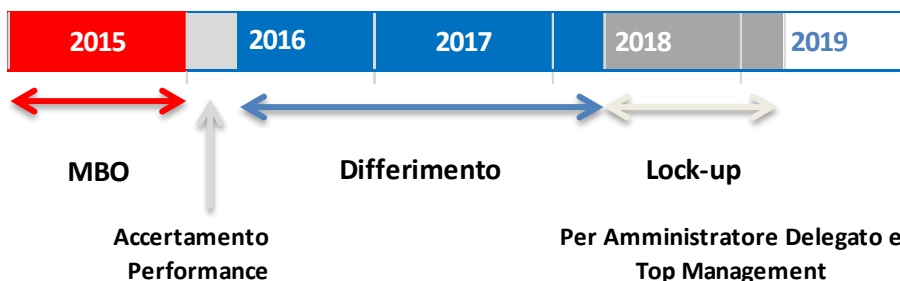 2015 2016 2017 2018 2019
MBO Differimento Lock-up
Accertamento
Performance
Per Amministratore Delegato e
Top Management